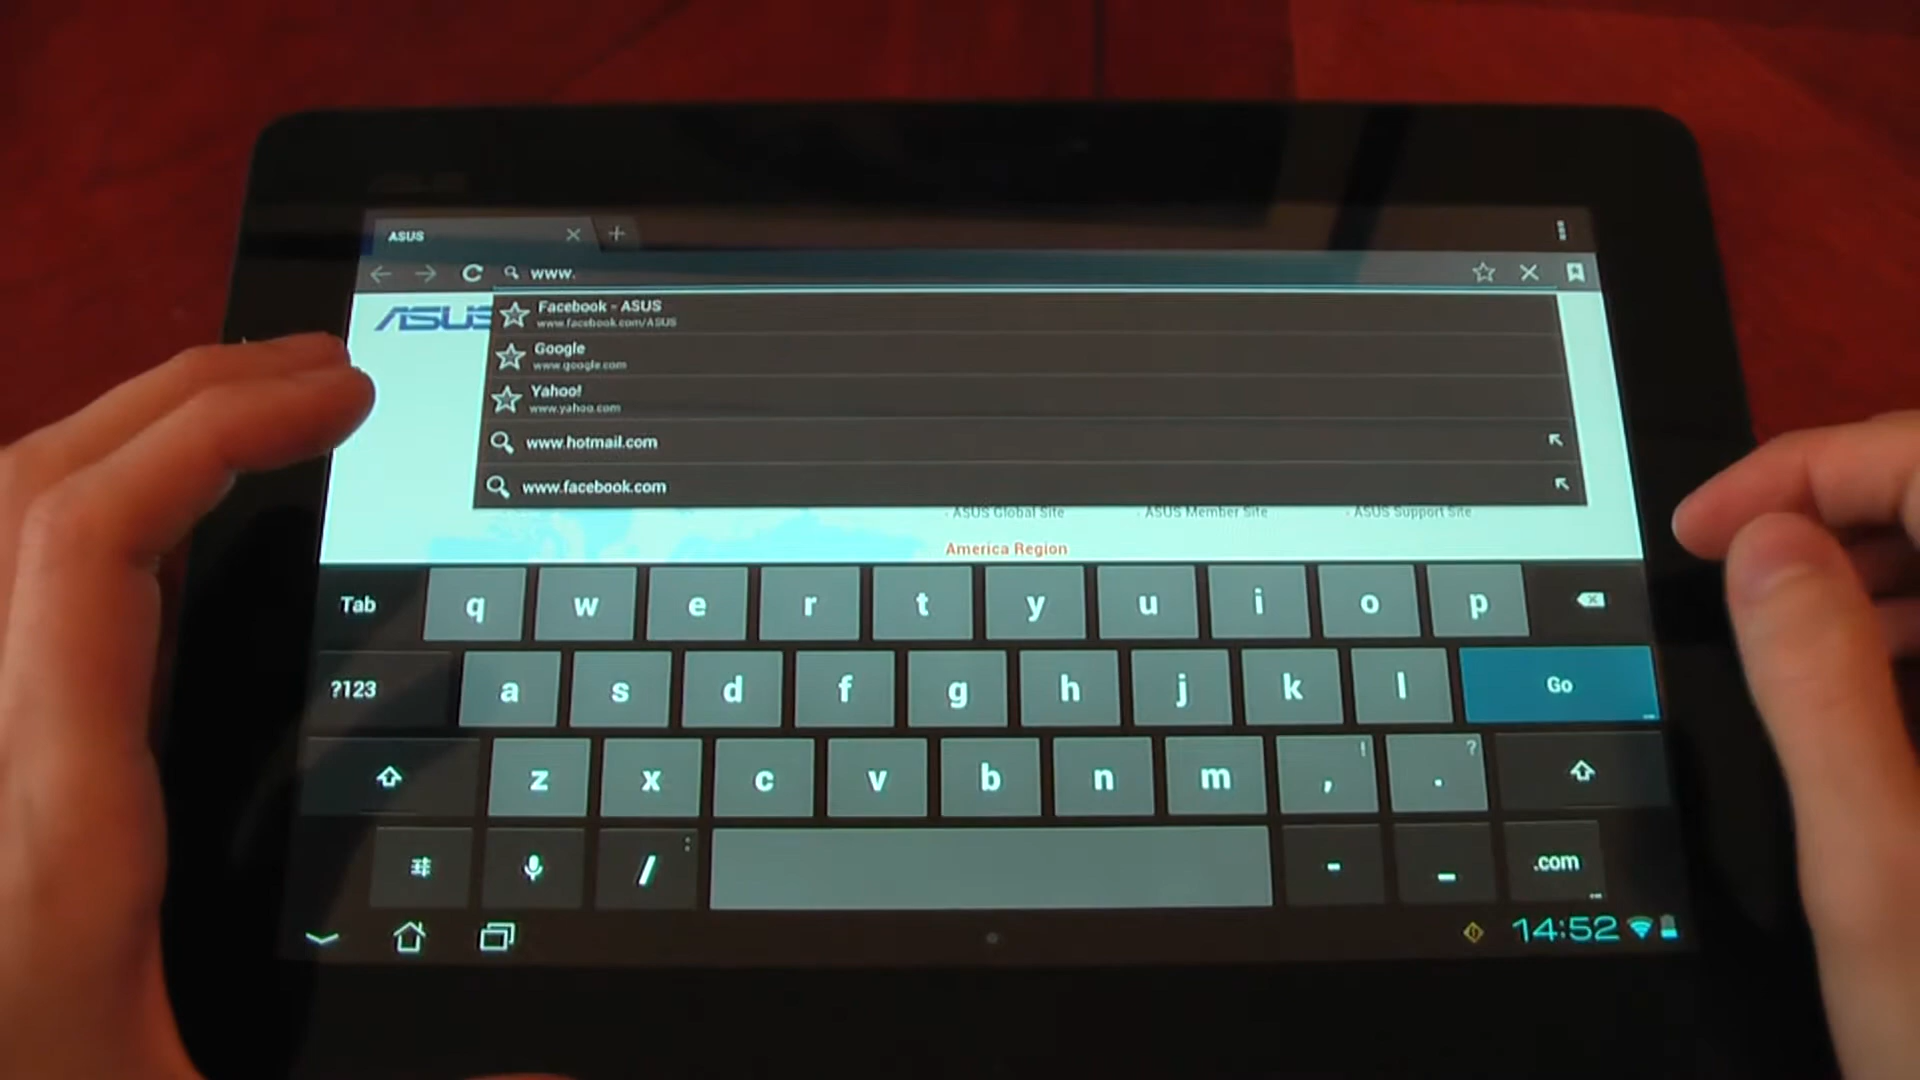 ASUS
www.
ASUS
Facebook - ASUS
www.facebook.com/ASUS
Google
www.google.com
Yahoo!
www.yahoo.com
www.hotmail.com
www.facebook.com
- ASUS Global Site - ASUS Member Site - ASUS Support Site
America Region
Tab q w e r t y u i o p
?123 a s d f g h j k l Go
z x c v b n m , ! . ?
/ : - _ .com
14:52